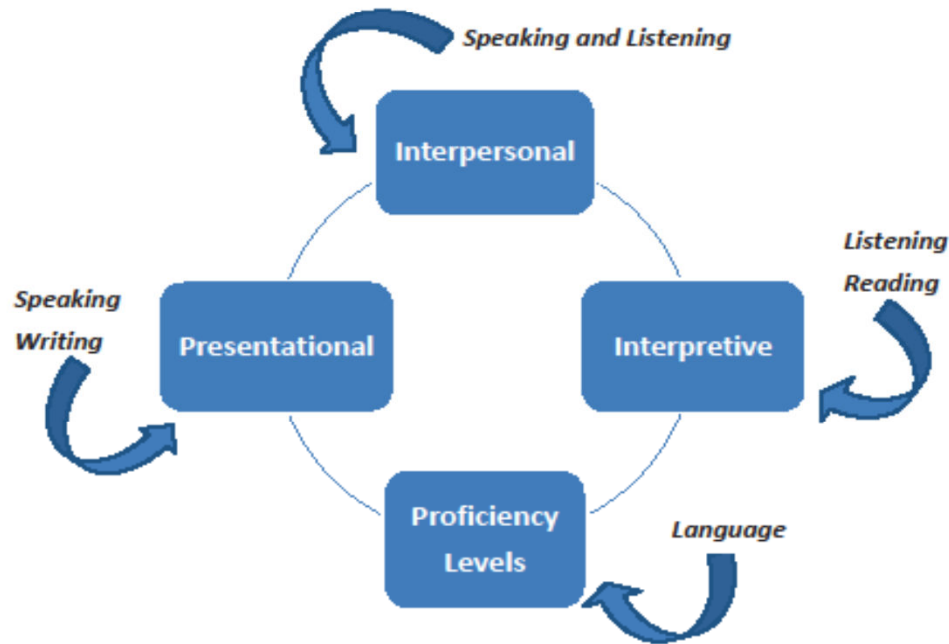 Speaking and Listening
Interpersonal
Listening
Reading
Speaking
Writing
Presentational
Interpretive
Proficiency
Levels
Language